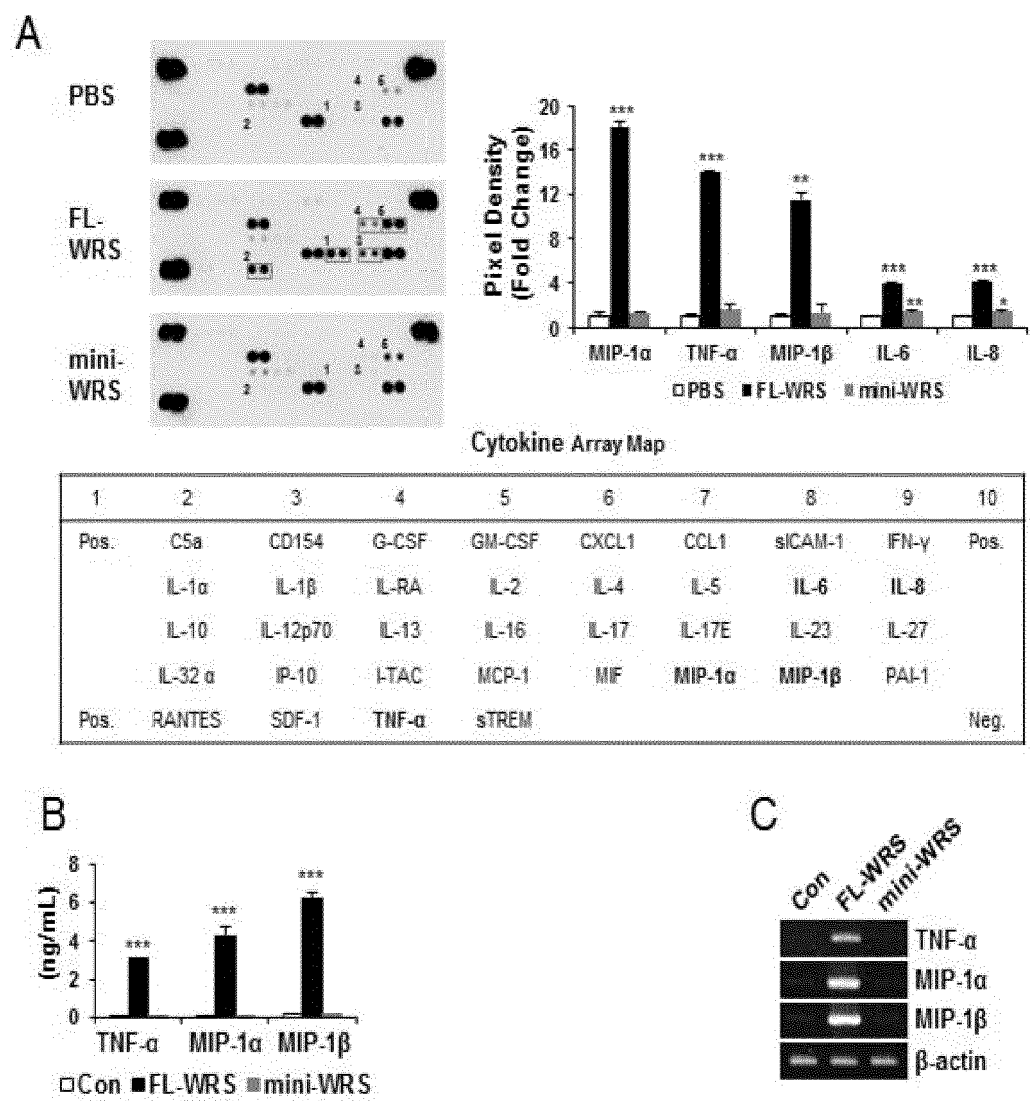 A
PBS
4 6
1 8
2
FL-
WRS
4 6
1 8
2
mini-
WRS
6
4
2 1 8
Pixel Density
(Fold Change)
20
16
12
8
4
0
*** *** ** *** ** *** *
MIP-1α TNF-α MIP-1β IL-6 IL-8
PBS FL-WRS mini-WRS
Cytokine Array Map
1 2 3 4 5 6 7 8 9 10
Pos. C5a CD154 G-CSF GM-CSF CXCL1 CCL1 sICAM-1 IFN-γ Pos.
IL-1α IL-1β IL-RA IL-2 IL-4 IL-5 IL-6 IL-8
IL-10 IL-12p70 IL-13 IL-16 IL-17 IL-17E IL-23 IL-27
IL-32 α IP-10 I-TAC MCP-1 MIF MIP-1α MIP-1β PAI-1
Pos. RANTES SDF-1 TNF-α sTREM Neg.
B
(ng/mL)
8
6
4
2
0
*** *** ***
TNF-α MIP-1α MIP-1β
Con FL-WRS mini-WRS
C
Con FL-WRS mini-WRS
TNF-α
MIP-1α
MIP-1β
β-actin